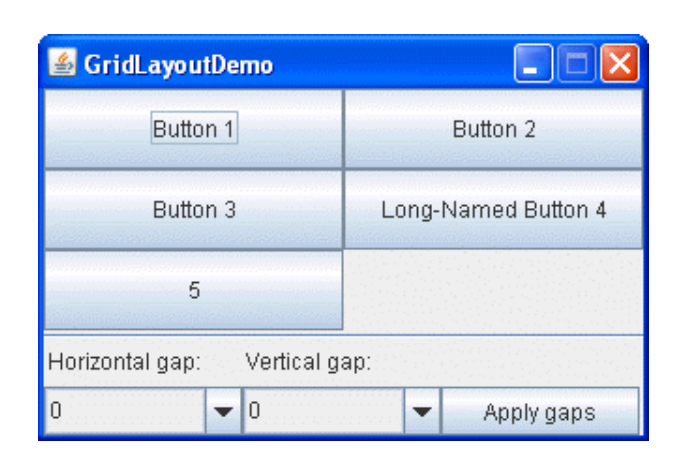 GridLayoutDemo
Button 1 Button 2
Button 3 Long-Named Button 4
5
Horizontal gap: Vertical gap:
0 0 Apply gaps